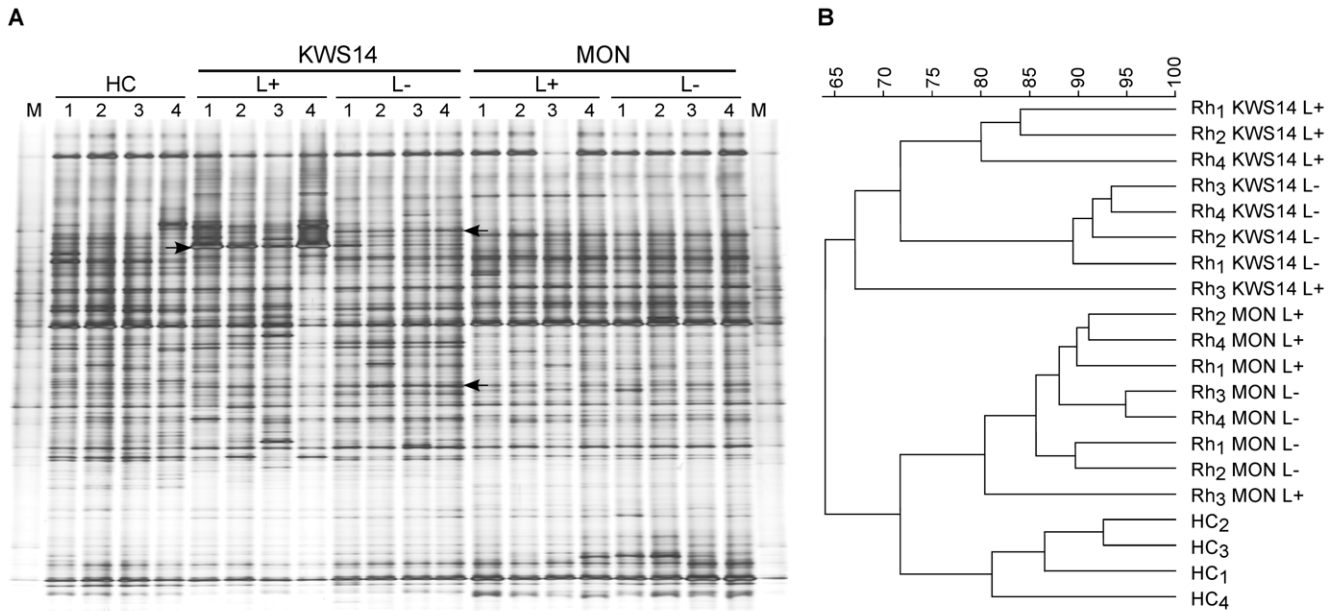 A
B
KWS14
MON
HC
L+
L-
L+
L-
M
1
2
3
4
1
2
3
4
1
2
3
4
1
2
3
4
1
2
3
4
M
65
70
75
80
85
90
95
100
Rh1 KWS14 L+
Rh2 KWS14 L+
Rh4 KWS14 L+
Rh3 KWS14 L-
Rh4 KWS14 L-
Rh2 KWS14 L-
Rh1 KWS14 L-
Rh3 KWS14 L+
Rh2 MON L+
Rh4 MON L+
Rh1 MON L+
Rh3 MON L-
Rh4 MON L-
Rh1 MON L-
Rh2 MON L-
Rh3 MON L+
HC2
HC3
HC1
HC4